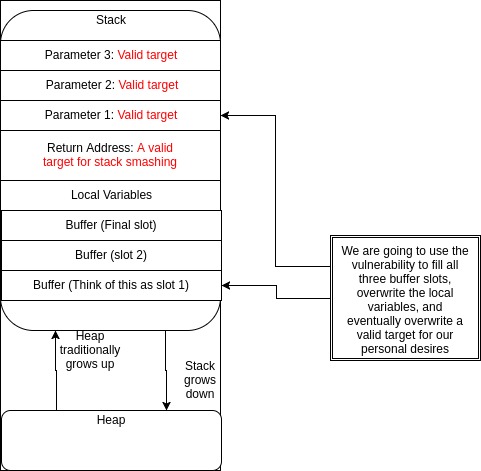 Stack
Parameter 3: Valid target
Parameter 2: Valid target
Parameter 1: Valid target
Return Address: A valid
target for stack smashing
Local Variables
Buffer (Final slot)
Buffer (slot 2)
Buffer (Think of this as slot 1)
We are going to use the
vulnerability to fill all
three buffer slots,
overwrite the local
variables, and
eventually overwrite a
valid target for our
personal desires
Heap
traditionally
grows up
Stack
grows
down
Heap